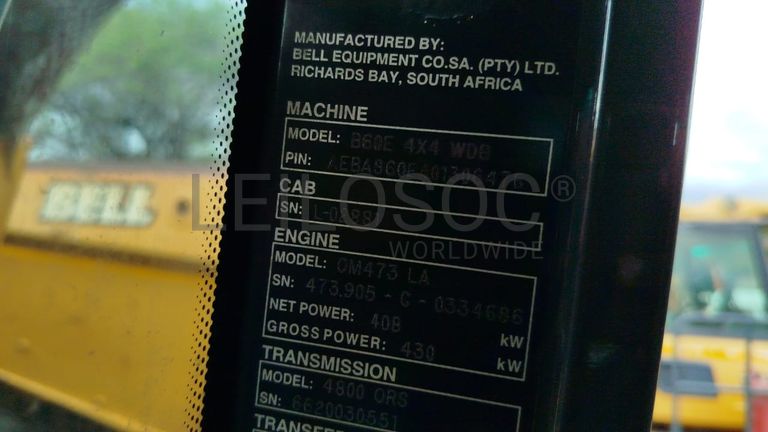 MANUFACTURED BY:
BELL EQUIPMENT CO.SA. (PTY) LTD.
RICHARDS BAY, SOUTH AFRICA
MACHINE
MODEL: B60E 4X4 WDB
PIN:
CAB
SN:
ENGINE
MODEL: OM473 LA
SN: 473.905 - C - 0334686
NET POWER: 408 kW
GROSS POWER: 430 kW
TRANSMISSION
MODEL: 4800 ORS
SN: 6620030551
BELL
LEILOSOC®
WORLDWIDE